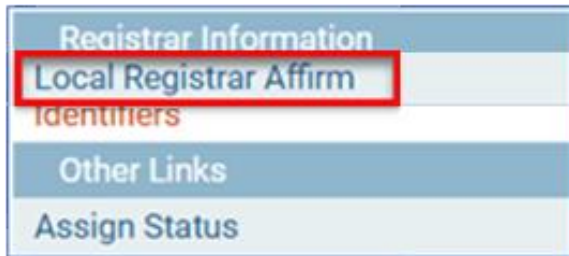 Registrar Information
Local Registrar Affirm
Identifiers
Other Links
Assign Status